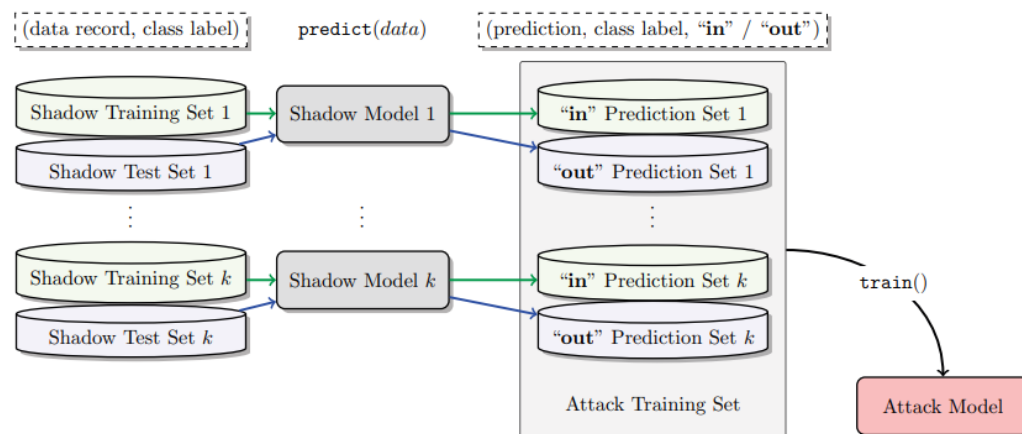 (data record, class label)
predict(data)
(prediction, class label, “in” / “out”)
Shadow Training Set 1
Shadow Model 1
“in” Prediction Set 1
Shadow Test Set 1
“out” Prediction Set 1
⋮ ⋮ ⋮
Shadow Training Set k
Shadow Model k
“in” Prediction Set k
train()
Shadow Test Set k
“out” Prediction Set k
Attack Training Set
Attack Model